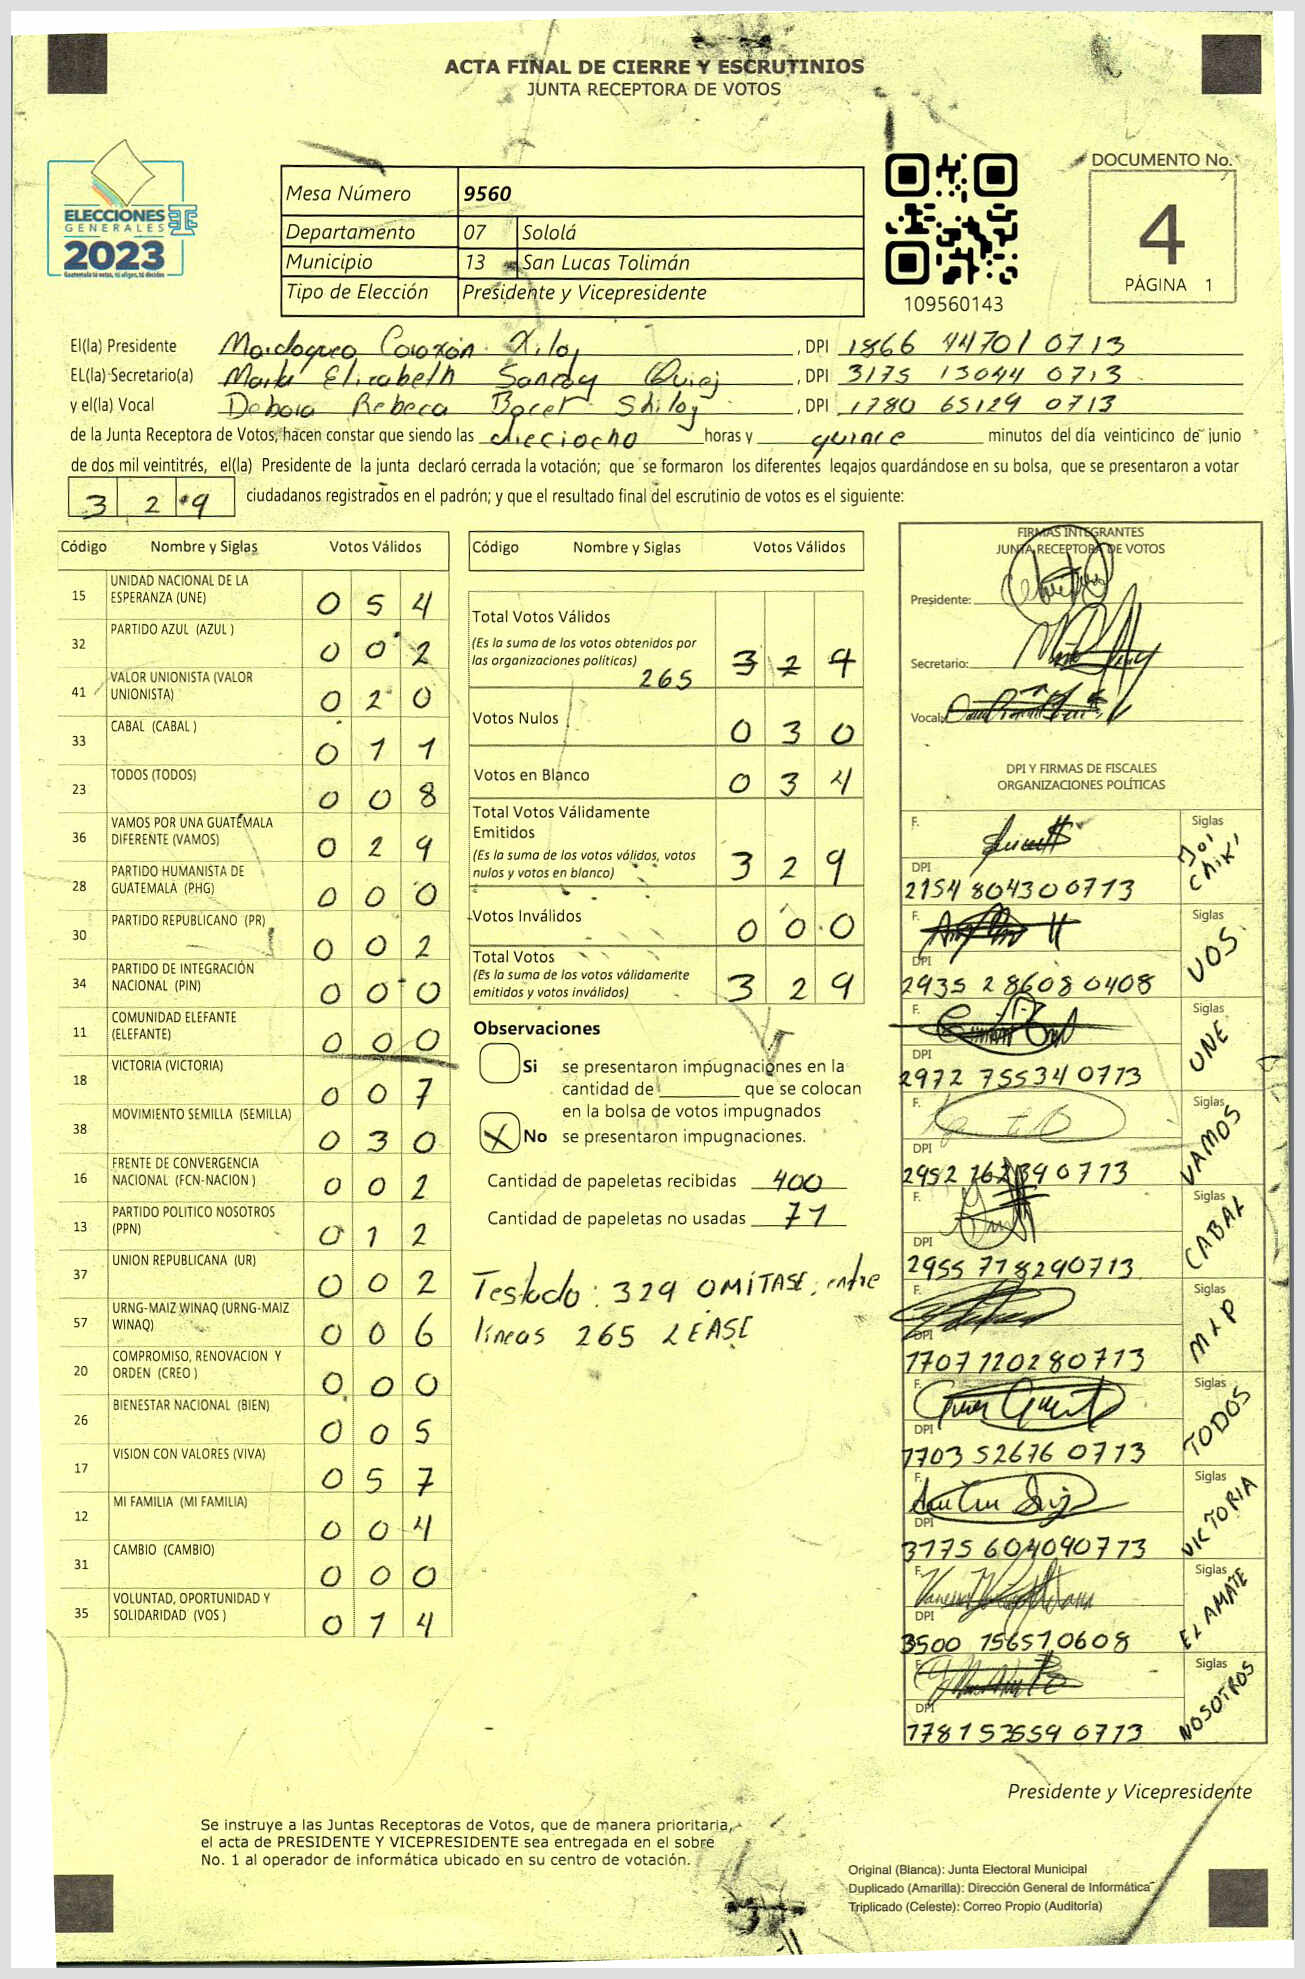 ACTA FINAL DE CIERRE Y ESCRUTINIOS
JUNTA RECEPTORA DE VOTOS
ELECCIONES
GENERALES
2023
Guatemala tú votas, tú eliges, tú decides
Mesa Número 9560
Departamento 07 Sololá
Municipio 13 San Lucas Tolimán
Tipo de Elección Presidente y Vicepresidente
109560143
DOCUMENTO No.
4
PÁGINA 1
El(la) Presidente Mardoqueo Cocoxón Xiloj, DPI 1866 44701 0713
EL(la) Secretario(a) Marta Elizabeth Sancoy Quiej, DPI 3175 13044 0713
y el(la) Vocal Debora Rebeca Bocel Shiloj, DPI 1780 65129 0713
de la Junta Receptora de Votos, hacen constar que siendo las dieciocho horas y quince minutos del día veinticinco de junio
de dos mil veintitrés, el(la) Presidente de la junta declaró cerrada la votación; que se formaron los diferentes legajos guardándose en su bolsa, que se presentaron a votar
3 2 9 ciudadanos registrados en el padrón; y que el resultado final del escrutinio de votos es el siguiente:
Código Nombre y Siglas Votos Válidos
15 UNIDAD NACIONAL DE LA ESPERANZA (UNE) 0 5 4
32 PARTIDO AZUL (AZUL ) 0 0 2
41 VALOR UNIONISTA (VALOR UNIONISTA) 0 2 0
33 CABAL (CABAL ) 0 1 1
23 TODOS (TODOS) 0 0 8
36 VAMOS POR UNA GUATEMALA DIFERENTE (VAMOS) 0 2 9
28 PARTIDO HUMANISTA DE GUATEMALA (PHG) 0 0 0
30 PARTIDO REPUBLICANO (PR) 0 0 2
34 PARTIDO DE INTEGRACIÓN NACIONAL (PIN) 0 0 0
11 COMUNIDAD ELEFANTE (ELEFANTE) 0 0 0
18 VICTORIA (VICTORIA) 0 0 7
38 MOVIMIENTO SEMILLA (SEMILLA) 0 3 0
16 FRENTE DE CONVERGENCIA NACIONAL (FCN-NACION ) 0 0 2
13 PARTIDO POLITICO NOSOTROS (PPN) 0 1 2
37 UNION REPUBLICANA (UR) 0 0 2
57 URNG-MAIZ WINAQ (URNG-MAIZ WINAQ) 0 0 6
20 COMPROMISO, RENOVACION Y ORDEN (CREO ) 0 0 0
26 BIENESTAR NACIONAL (BIEN) 0 0 5
17 VISION CON VALORES (VIVA) 0 5 7
12 MI FAMILIA (MI FAMILIA) 0 0 4
31 CAMBIO (CAMBIO) 0 0 0
35 VOLUNTAD, OPORTUNIDAD Y SOLIDARIDAD (VOS ) 0 1 4
Código Nombre y Siglas Votos Válidos
Total Votos Válidos
(Es la suma de los votos obtenidos por
las organizaciones políticas) 265 3 2 9
Votos Nulos 0 3 0
Votos en Blanco 0 3 4
Total Votos Válidamente
Emitidos
(Es la suma de los votos válidos, votos
nulos y votos en blanco) 3 2 9
Votos Inválidos 0 0 0
Total Votos
(Es la suma de los votos válidamente
emitidos y votos inválidos) 3 2 9
Observaciones
Si se presentaron impugnaciones en la
cantidad de ________ que se colocan
en la bolsa de votos impugnados
X No se presentaron impugnaciones.
Cantidad de papeletas recibidas 400
Cantidad de papeletas no usadas 71
Testado: 329 OMITASE, entre
lineas 265 LEASE
FIRMAS INTEGRANTES
JUNTA RECEPTORA DE VOTOS
Presidente:
Secretario:
Vocal:
DPI Y FIRMAS DE FISCALES
ORGANIZACIONES POLÍTICAS
F. Siglas
DPI
2154 80430 0713
F. Siglas VOS
DPI
2935 28608 0408
F. Siglas UNE
DPI
2972 75534 0713
F. Siglas VAMOS
DPI
2952 76239 0713
F. Siglas CABAL
DPI
2955 778290713
F. Siglas MLP
DPI
1707 120280713
F. Siglas TODOS
DPI
1703 52676 0713
F. Siglas VICTORIA
DPI
3175 604090713
F. Siglas
DPI
3500 156570608
F. Siglas NOSOTROS
DPI
1781 53559 0713
Presidente y Vicepresidente
Se instruye a las Juntas Receptoras de Votos, que de manera prioritaria,
el acta de PRESIDENTE Y VICEPRESIDENTE sea entregada en el sobre
No. 1 al operador de informática ubicado en su centro de votación.
Original (Blanca): Junta Electoral Municipal
Duplicado (Amarilla): Dirección General de Informática
Triplicado (Celeste): Correo Propio (Auditoría)